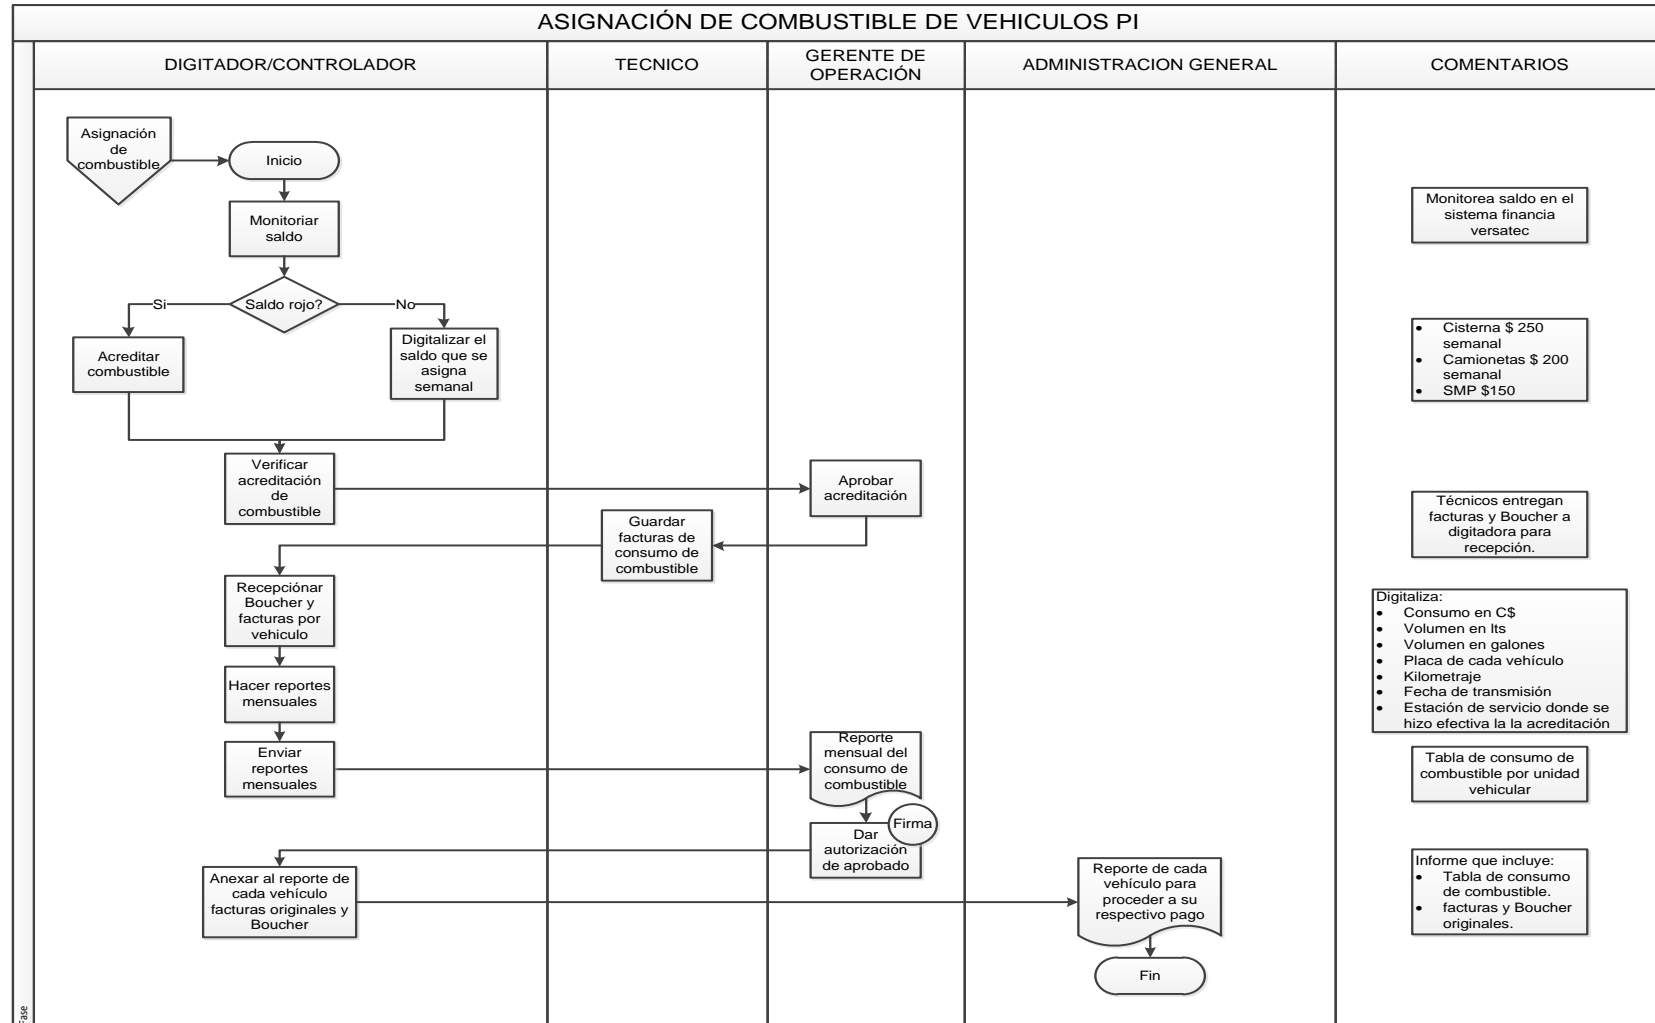 ASIGNACIÓN DE COMBUSTIBLE DE VEHICULOS PI
DIGITADOR/CONTROLADOR
TECNICO
GERENTE DE
OPERACIÓN
ADMINISTRACION GENERAL
COMENTARIOS
Asignación
de
combustible
Inicio
Monitoriar
saldo
Saldo rojo?
Si
No
Acreditar
combustible
Digitalizar el
saldo que se
asigna
semanal
Verificar
acreditación
de
combustible
Aprobar
acreditación
Guardar
facturas de
consumo de
combustible
Recepciónar
Boucher y
facturas por
vehiculo
Hacer reportes
mensuales
Enviar
reportes
mensuales
Reporte
mensual del
consumo de
combustible
Firma
Dar
autorización
de aprobado
Anexar al reporte de
cada vehículo
facturas originales y
Boucher
Reporte de cada
vehículo para
proceder a su
respectivo pago
Fin
Monitorea saldo en el
sistema financia
versatec
• Cisterna $ 250
semanal
• Camionetas $ 200
semanal
• SMP $150
Técnicos entregan
facturas y Boucher a
digitadora para
recepción.
Digitaliza:
• Consumo en C$
• Volumen en lts
• Volumen en galones
• Placa de cada vehículo
• Kilometraje
• Fecha de transmisión
• Estación de servicio donde se
hizo efectiva la la acreditación
Tabla de consumo de
combustible por unidad
vehicular
Informe que incluye:
• Tabla de consumo
de combustible.
• facturas y Boucher
originales.
Fase